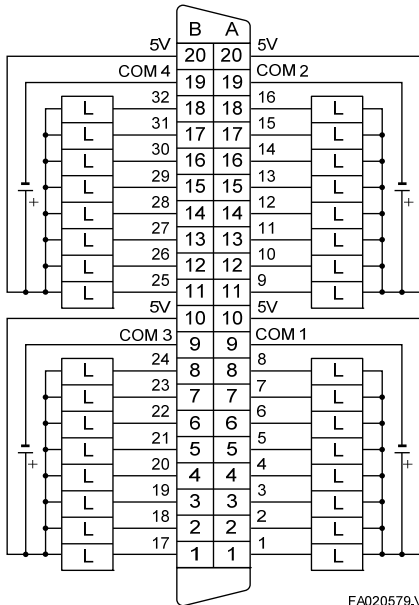 B A
5V 20 20 5V
COM 4 19 19 COM 2
L 32 18 18 16 L
L 31 17 17 15 L
L 30 16 16 14 L
L 29 15 15 13 L
L 28 14 14 12 L
L 27 13 13 11 L
L 26 12 12 10 L
L 25 11 11 9 L
5V 10 10 5V
COM 3 9 9 COM 1
L 24 8 8 8 L
L 23 7 7 7 L
L 22 6 6 6 L
L 21 5 5 5 L
L 20 4 4 4 L
L 19 3 3 3 L
L 18 2 2 2 L
L 17 1 1 1 L
+ +
+ +
FA020579.V